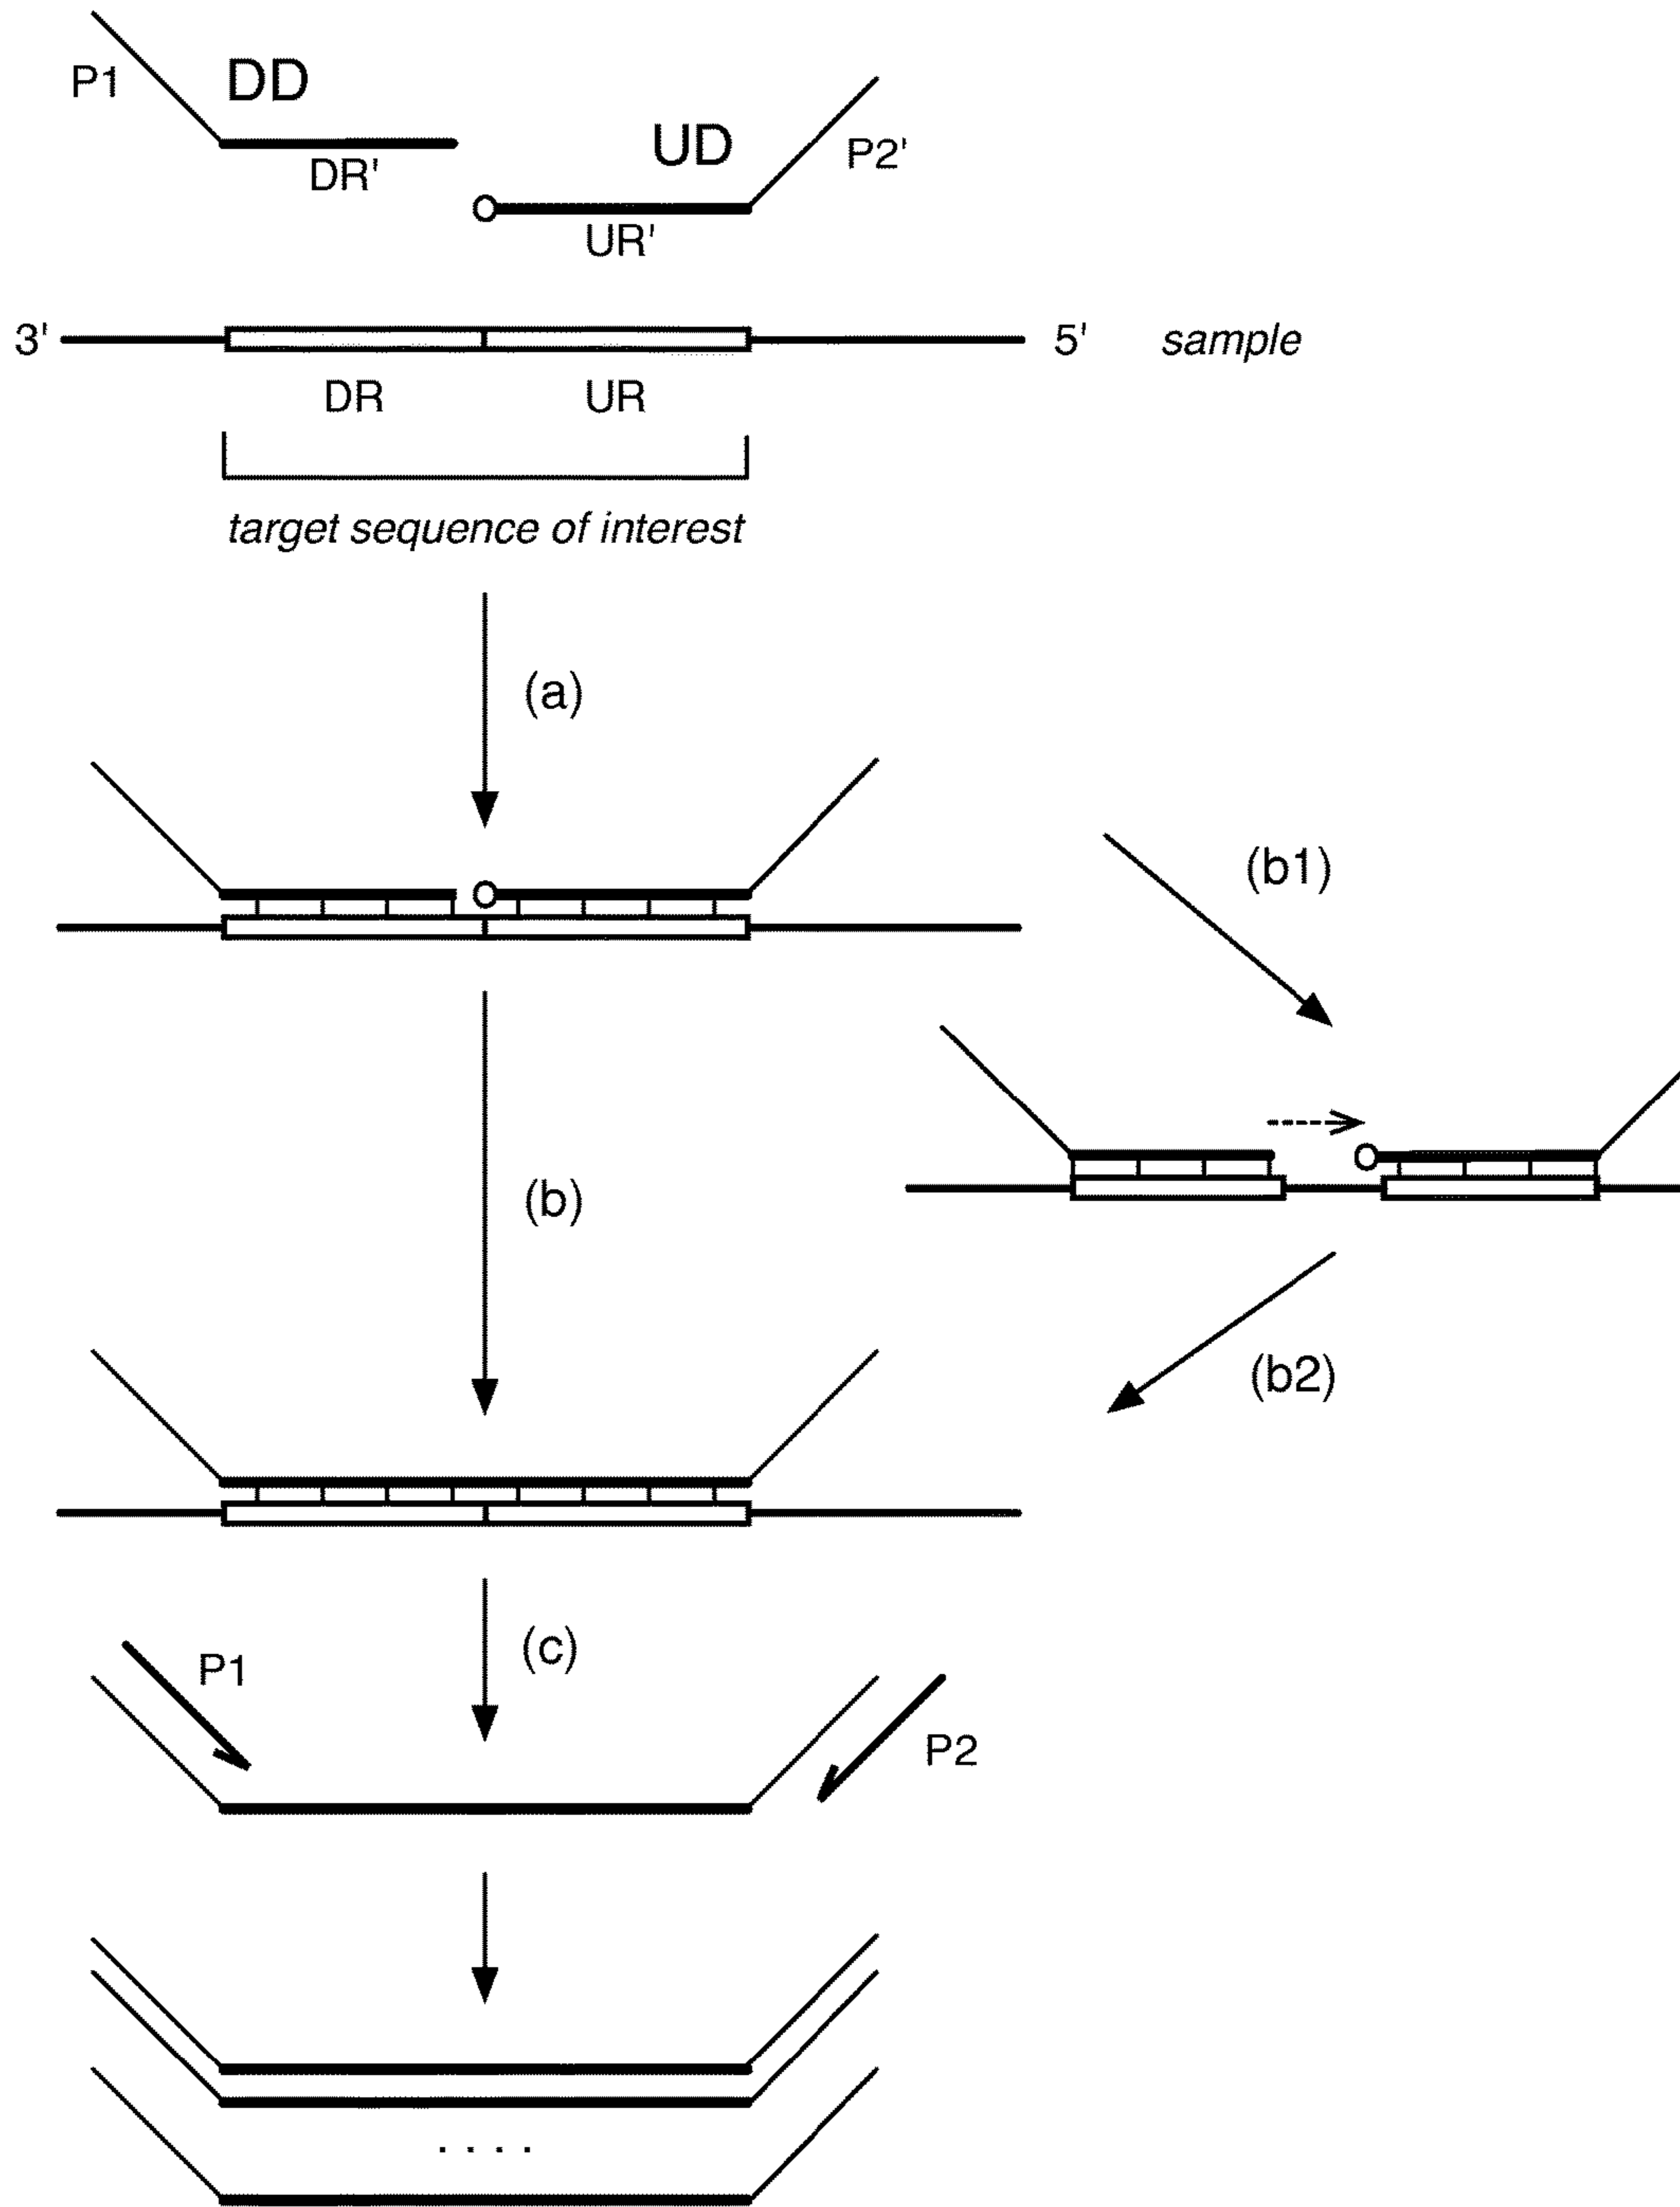 P1
DD
DR'
UD
P2'
UR'
3'
5'
sample
DR
UR
target sequence of interest
(a)
(b1)
(b)
(b2)
(c)
P1
P2
. . . .